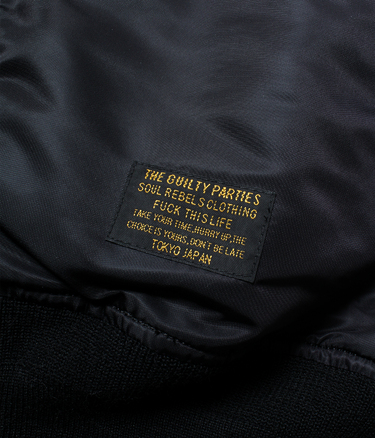 THE GUILTY PARTIES
SOUL REBELS CLOTHING
FUCK THIS LIFE
TAKE YOUR TIME, HURRY UP, THE
CHOICE IS YOURS, DON'T BE LATE
TOKYO JAPAN